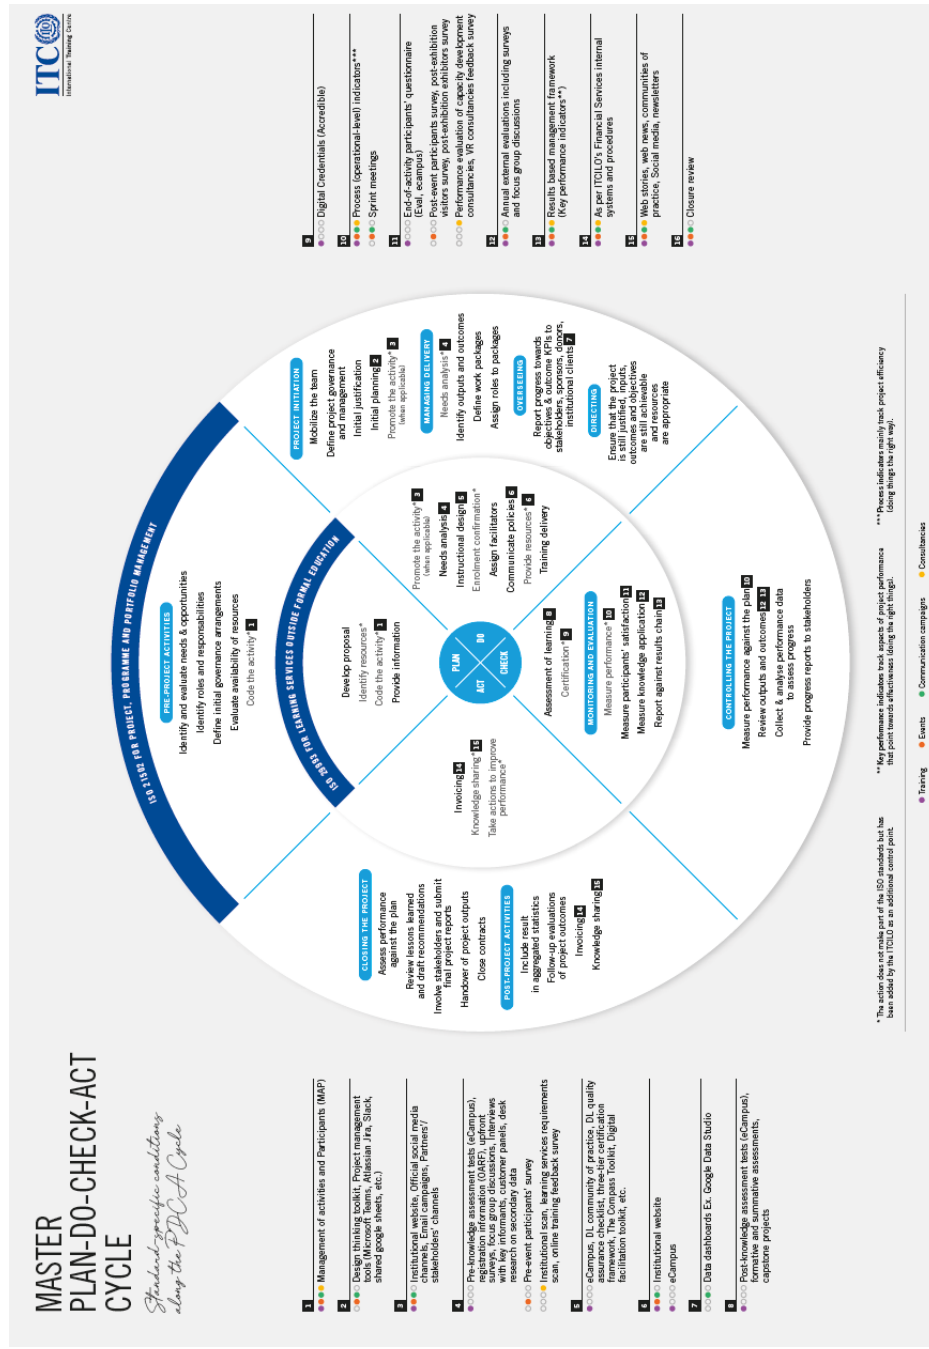 MASTER
PLAN-DO-CHECK-ACT
CYCLE
Standard-specific conditions
along the PDCA Cycle
ITC
International Training Centre
1
Management of activities and Participants (MAP)
2
Design thinking toolkit, Project management
tools (Microsoft Teams, Atlassian Jira, Slack,
shared google sheets, etc.)
3
Institutional website, Official social media
channels, Email campaigns, Partners'/
stakeholders' channels
4
Pre-knowledge assessment tests (eCampus),
registration information (OARF), upfront
surveys, focus group discussions, Interviews
with key informants, customer panels, desk
research on secondary data
Pre-event participants' survey
Institutional scan, learning services requirements
scan, online training feedback survey
5
eCampus, DL community of practice, DL quality
assurance checklist, three-tier certification
framework, The Compass Toolkit, Digital
facilitation toolkit, etc.
6
Institutional website
eCampus
7
Data dashboards Ex. Google Data Studio
8
Post-knowledge assessment tests (eCampus),
formative and summative assessments,
capstone projects
ISO 21502 FOR PROJECT, PROGRAMME AND PORTFOLIO MANAGEMENT
PRE-PROJECT ACTIVITIES
Identify and evaluate needs & opportunities
Identify roles and responsabilities
Define initial governance arrangements
Evaluate availability of resources
Code the activity* 1
ISO 29993 FOR LEARNING SERVICES OUTSIDE FORMAL EDUCATION
Develop proposal
Identify resources*
Code the activity* 1
Provide information
PLAN
DO
CHECK
ACT
PROJECT INITIATION
Mobilize the team
Define project governance
and management
Initial justification
Initial planning 2
Promote the activity* 3
(when applicable)
MANAGING DELIVERY
Needs analysis* 4
Identify outputs and outcomes
Define work packages
Assign roles to packages
OVERSEEING
Report progress towards
objectives & outcome KPIs to
stakeholders, sponsors, donors,
institutional clients 7
DIRECTING
Ensure that the project
is still justified, inputs,
outcomes and objectives
are still achievable
and resources
are appropriate
Promote the activity* 3
(when applicable)
Needs analysis 4
Instructional design 5
Enrolment confirmation*
Assign facilitators
Communicate policies 6
Provide resources* 6
Training delivery
Assessment of learning 8
Certification* 9
MONITORING AND EVALUATION
Measure performance* 10
Measure participants' satisfaction 11
Measure knowledge application 12
Report against results chain 13
CONTROLLING THE PROJECT
Measure performance against the plan 10
Review outputs and outcomes 12 13
Collect & analyse performance data
to assess progress
Provide progress reports to stakeholders
Invoicing 14
Knowledge sharing* 15
Take actions to improve
performance*
CLOSING THE PROJECT
Assess performance
against the plan
Review lessons learned
and draft recommendations
Involve stakeholders and submit
final project reports
Handover of project outputs
Close contracts
POST-PROJECT ACTIVITIES
Include result
in aggregated statistics
Follow-up evaluations
of project outcomes
Invoicing 14
Knowledge sharing 15
9
Digital Credentials (Accredible)
10
Process (operational-level) indicators***
Sprint meetings
11
End-of-activity participants' questionnaire
(Eval, ecampus)
Post-event participants survey, post-exhibition
visitors survey, post-exhibition exhibitors survey
Performance evaluation of capacity development
consultancies, VR consultancies feedback survey
12
Annual external evaluations including surveys
and focus group discussions
13
Results based management framework
(Key performance indicators**)
14
As per ITCILO's Financial Services internal
systems and procedures
15
Web stories, web news, communities of
practice, Social media, newsletters
16
Closure review
* The action does not make part of the ISO standards but has
been added by the ITCILO as an additional control point.
** Key performance indicators track aspects of project performance
that point towards effectiveness (doing the right things).
*** Process indicators mainly track project efficiency
(doing things the right way).
Training
Events
Communication campaigns
Consultancies